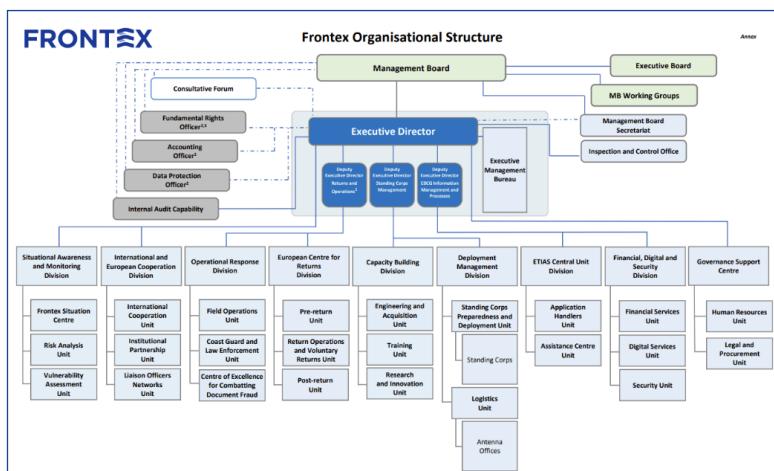 FRONTEX
Frontex Organisational Structure
Annex
Management Board
Executive Board
MB Working Groups
Consultative Forum
Fundamental Rights
Officer²,³
Management Board
Secretariat
Executive Director
Accounting
Officer²
Inspection and Control Office
Data Protection
Officer²
Internal Audit Capability
Deputy
Executive Director
Returns and
Operations¹
Deputy
Executive Director
Standing Corps
Management
Deputy
Executive Director
EBCG Information
Management and
Processes
Executive
Management
Bureau
Situational Awareness
and Monitoring
Division
International and
European Cooperation
Division
Operational Response
Division
European Centre for
Returns
Division
Capacity Building
Division
Deployment
Management
Division
ETIAS Central Unit
Division
Financial, Digital and
Security
Division
Governance Support
Centre
Frontex Situation
Centre
Risk Analysis
Unit
Vulnerability
Assessment
Unit
International
Cooperation
Unit
Institutional
Partnership
Unit
Liaison Officers
Networks
Unit
Field Operations
Unit
Coast Guard and
Law Enforcement
Unit
Centre of Excellence
for Combatting
Document Fraud
Pre-return
Unit
Return Operations
and Voluntary
Returns Unit
Post-return
Unit
Engineering and
Acquisition
Unit
Training
Unit
Research and
Innovation
Unit
Standing Corps
Preparedness and
Deployment Unit
Standing Corps
Logistics
Unit
Antenna
Offices
Application
Handlers
Unit
Assistance Centre
Unit
Financial Services
Unit
Digital Services
Unit
Security Unit
Human Resources
Unit
Legal and
Procurement
Unit